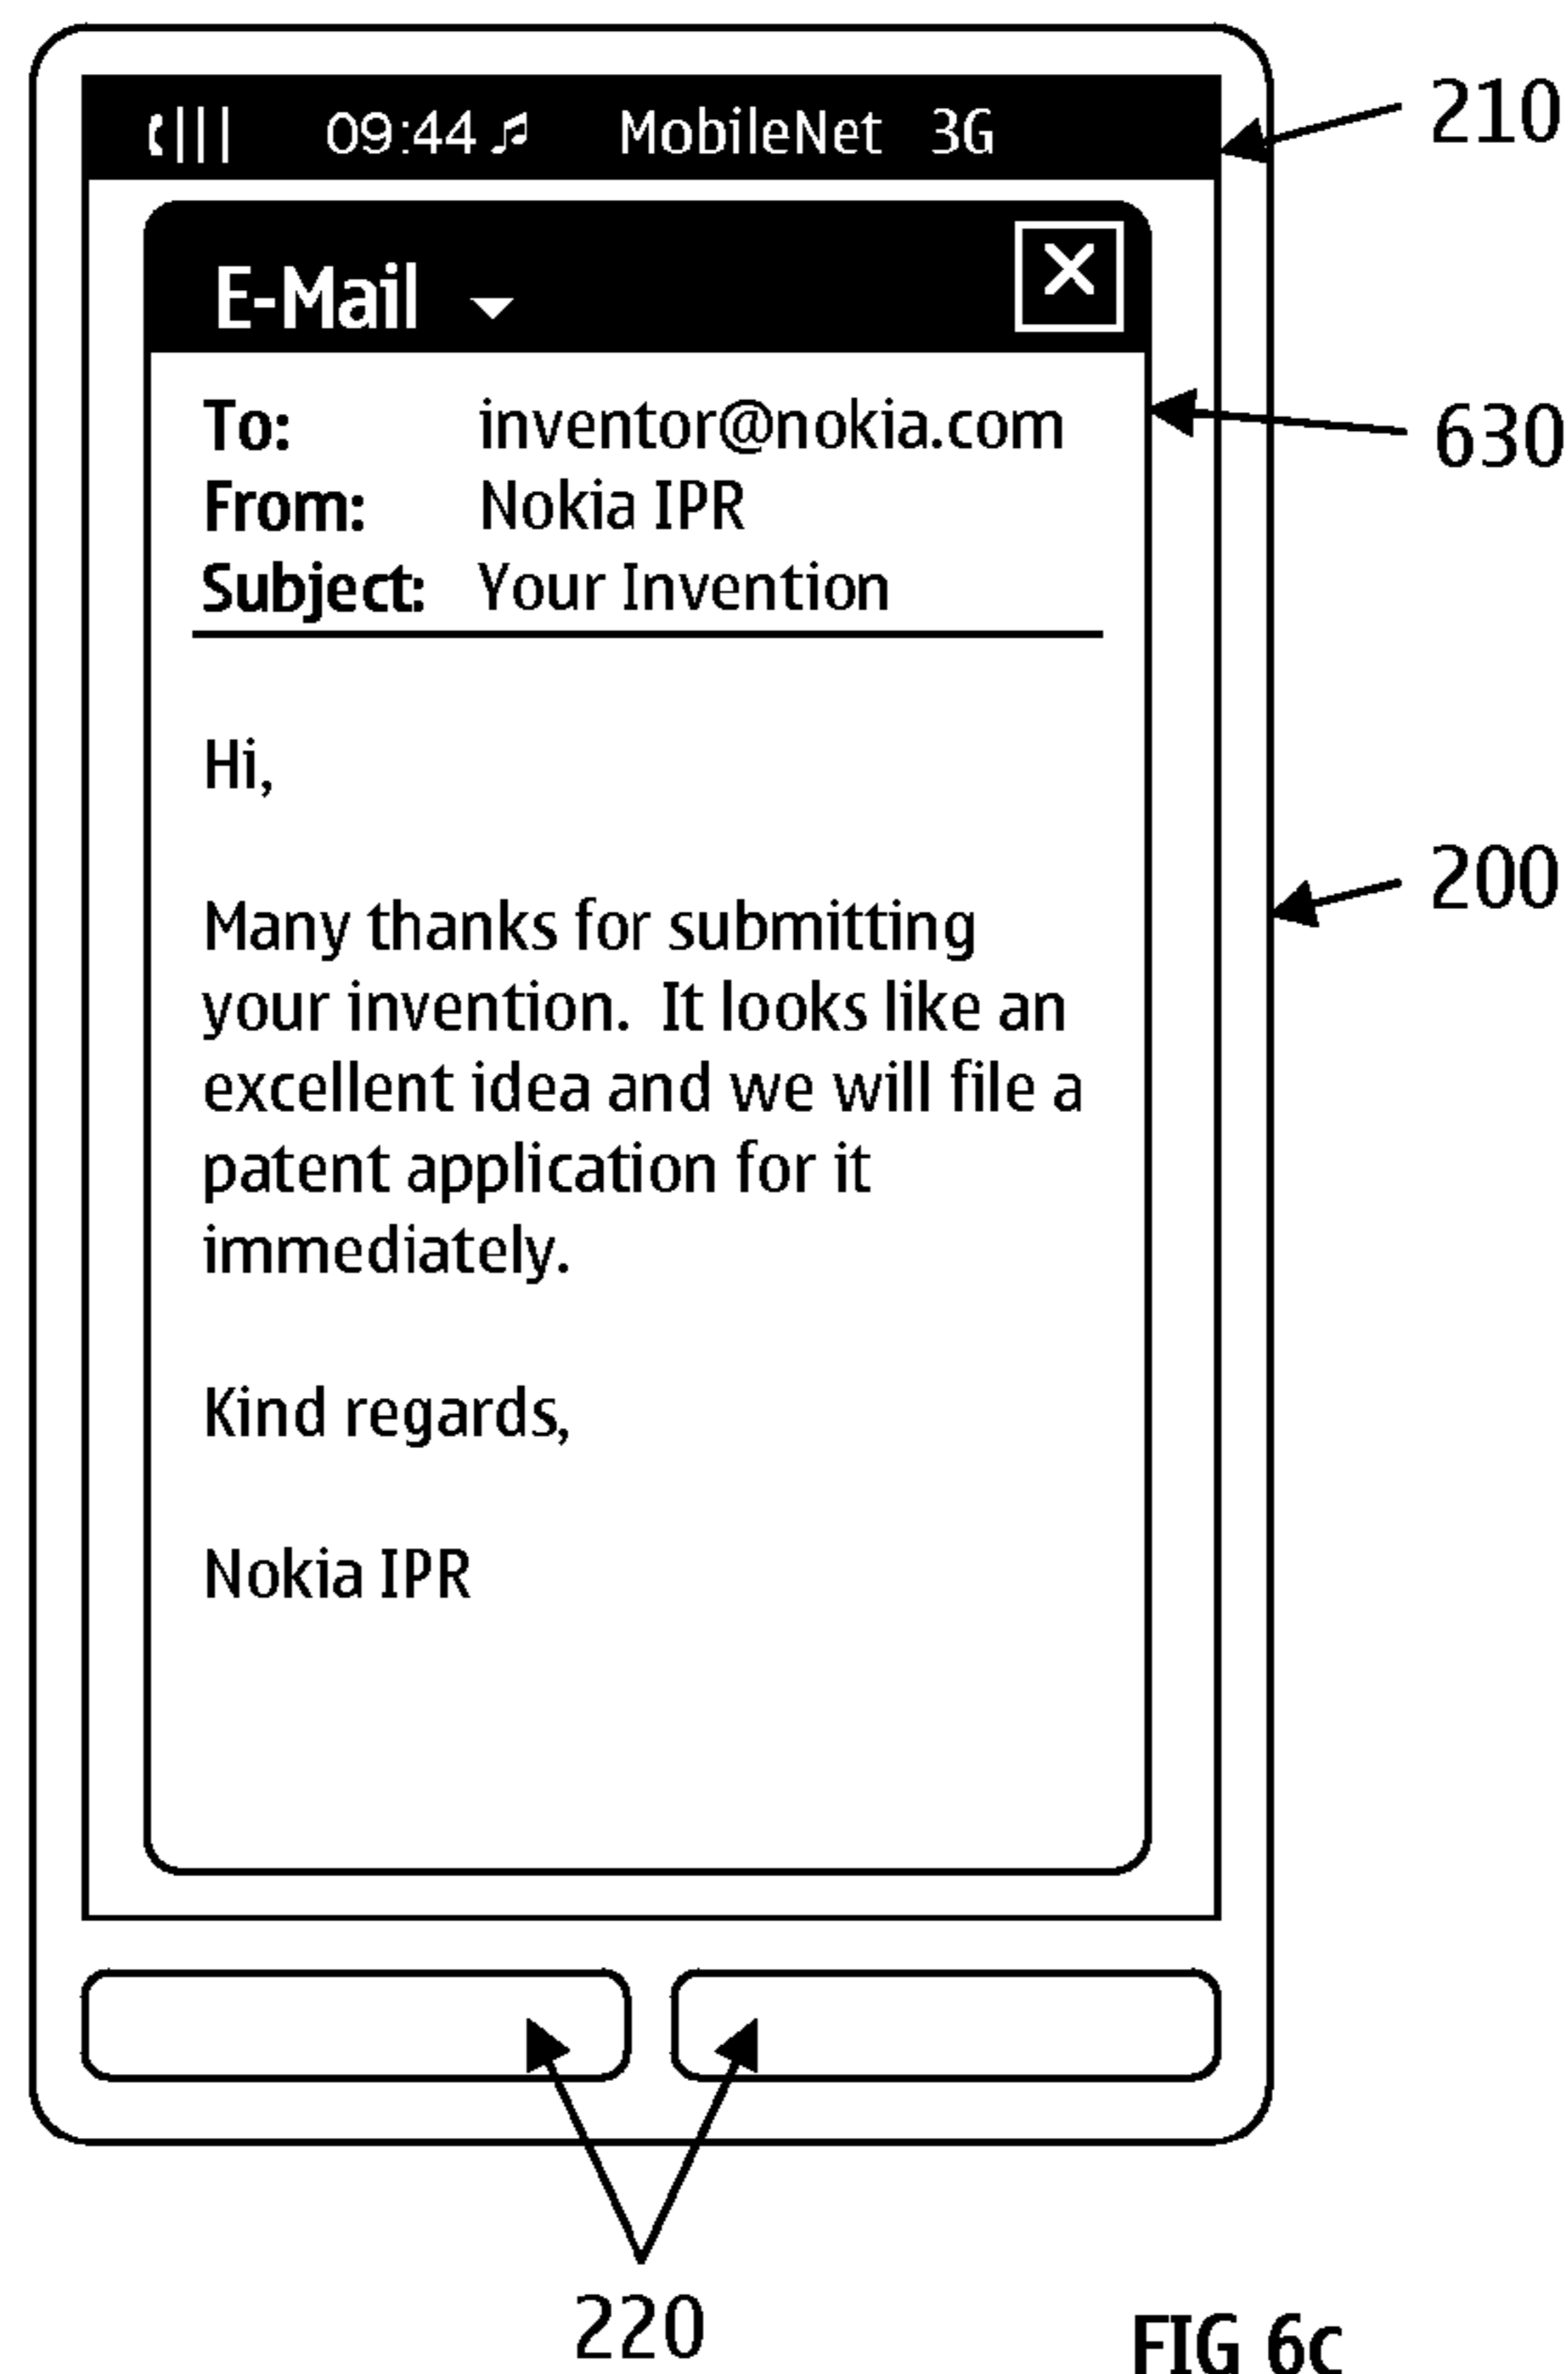 09:44 MobileNet 3G
210
E-Mail
To: inventor@nokia.com
630
From: Nokia IPR
Subject: Your Invention
Hi,
200
Many thanks for submitting
your invention. It looks like an
excellent idea and we will file a
patent application for it
immediately.
Kind regards,
Nokia IPR
220
FIG 6c